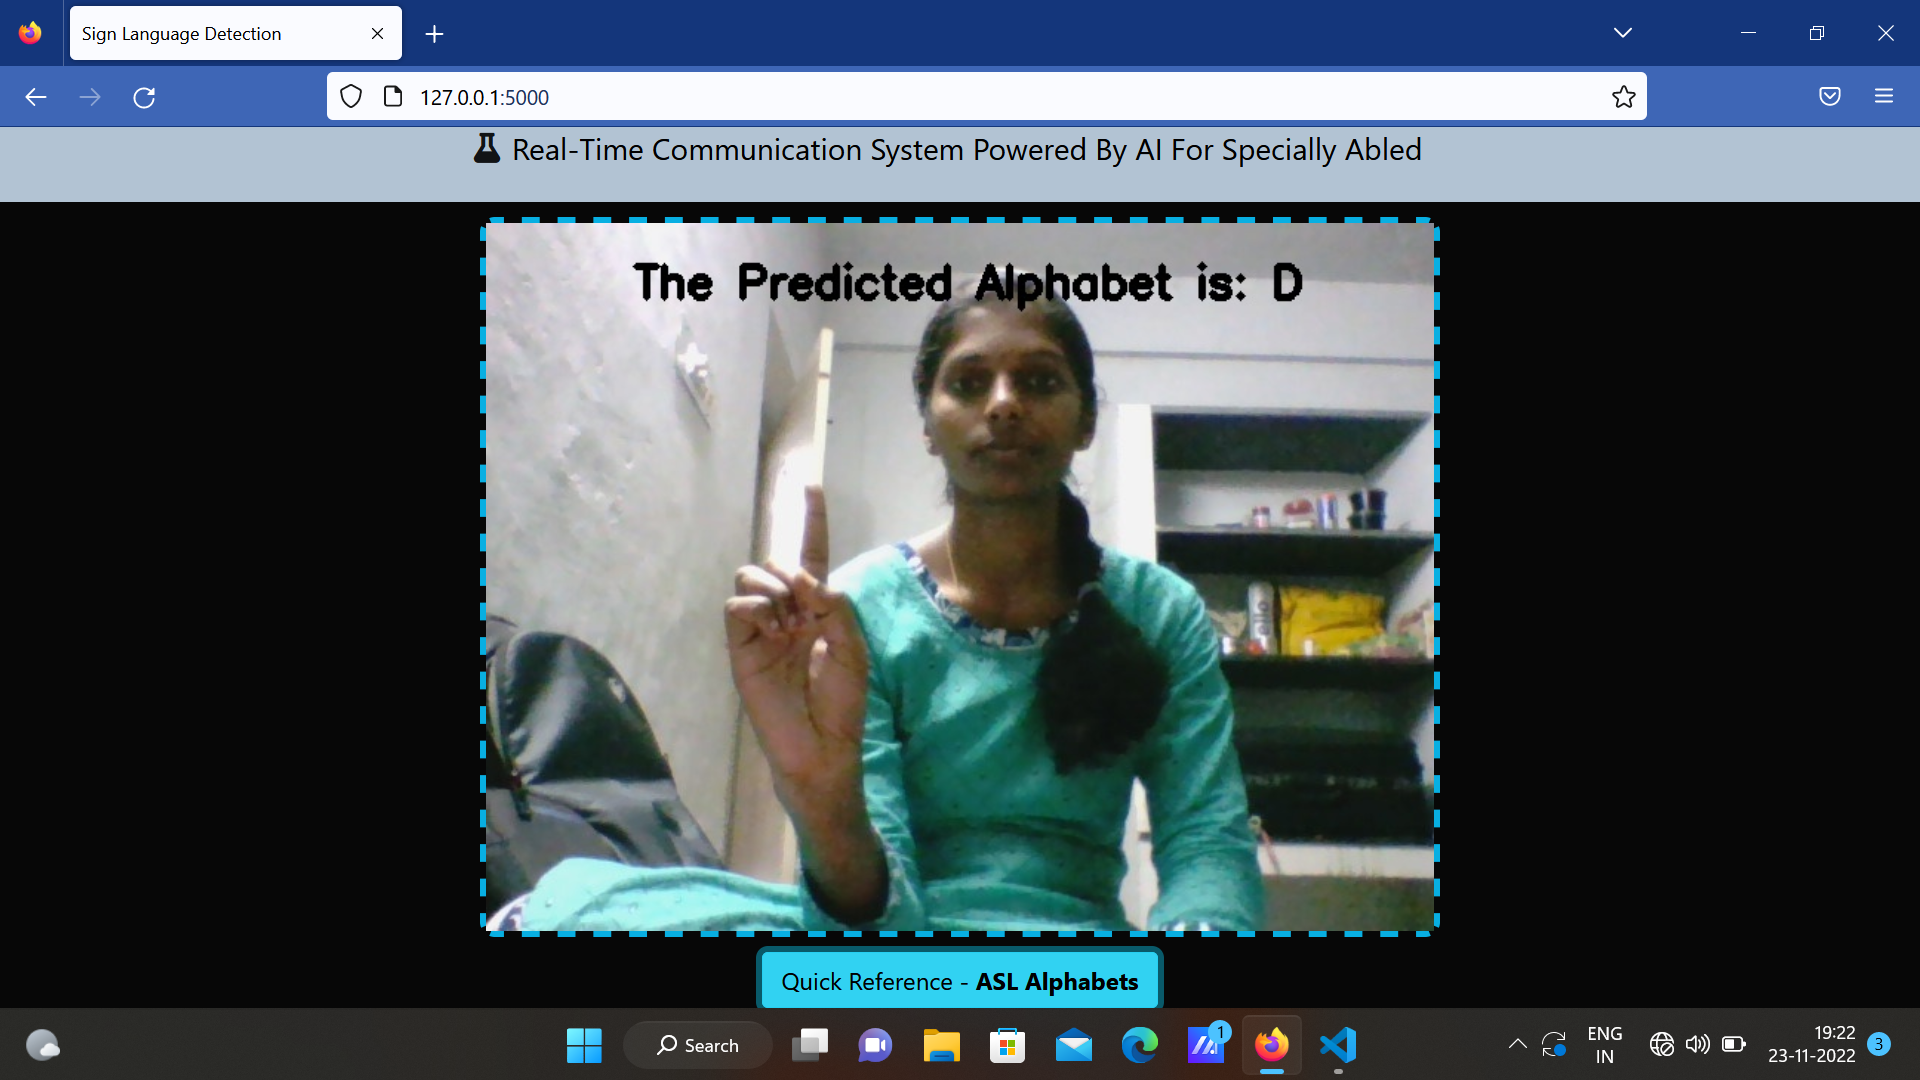 Sign Language Detection
127.0.0.1:5000
Real-Time Communication System Powered By AI For Specially Abled
The Predicted Alphabet is: D
Quick Reference - ASL Alphabets
Search
1
ENG
IN
19:22
23-11-2022
3